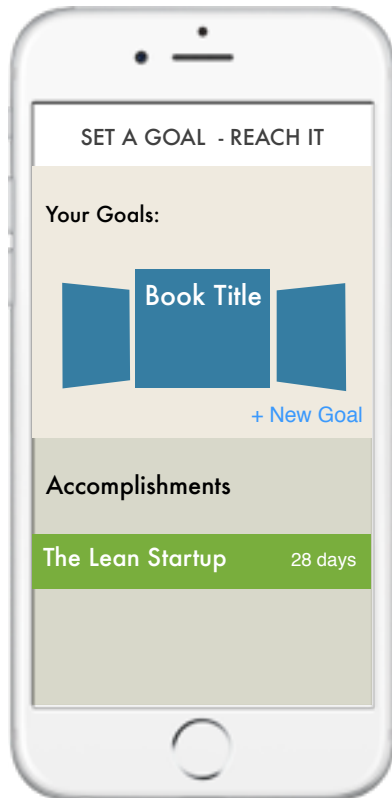 SET A GOAL - REACH IT
Your Goals:
Book Title
+ New Goal
Accomplishments
The Lean Startup 28 days